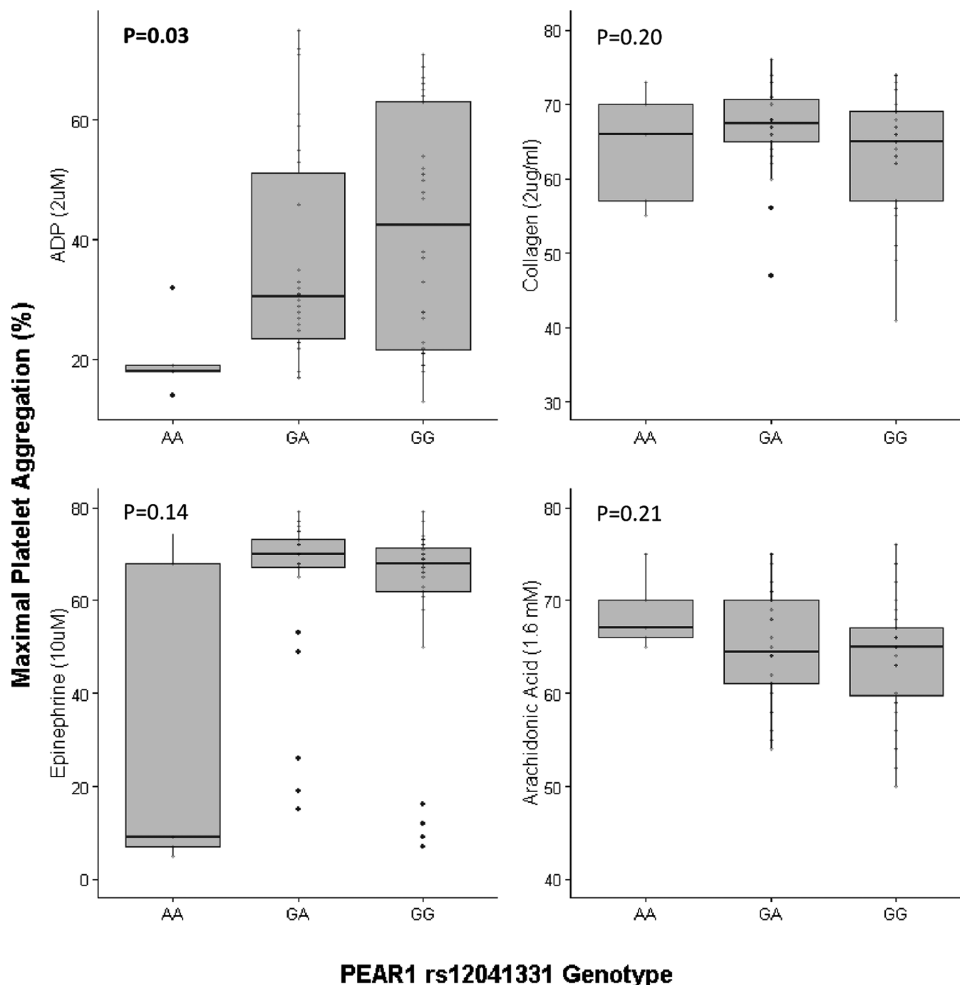 Maximal Platelet Aggregation (%)
P=0.03
ADP (2uM)
60
40
20
AA
GA
GG
P=0.20
Collagen (2ug/ml)
80
70
60
50
40
30
AA
GA
GG
P=0.14
Epinephrine (10uM)
80
60
40
20
0
AA
GA
GG
P=0.21
Arachidonic Acid (1.6 mM)
80
70
60
50
40
AA
GA
GG
PEAR1 rs12041331 Genotype